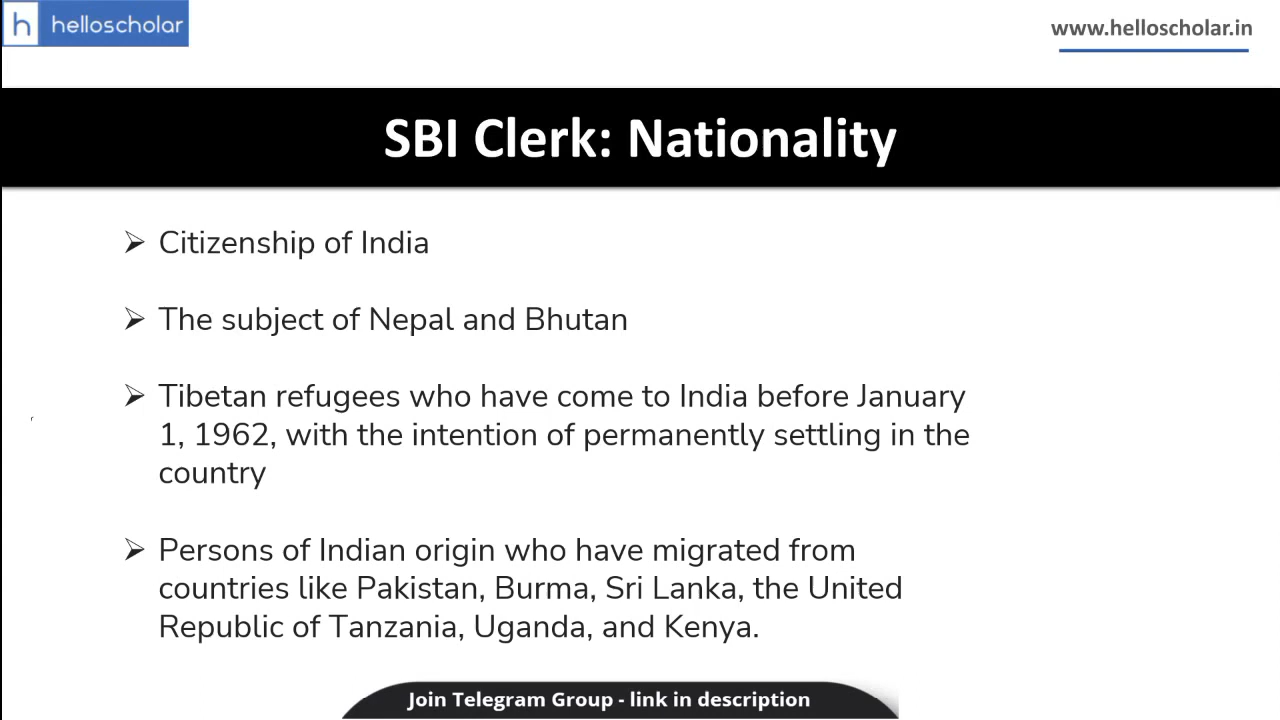 h helloscholar
www.helloscholar.in
SBI Clerk: Nationality
➢ Citizenship of India
➢ The subject of Nepal and Bhutan
➢ Tibetan refugees who have come to India before January
1, 1962, with the intention of permanently settling in the
country
➢ Persons of Indian origin who have migrated from
countries like Pakistan, Burma, Sri Lanka, the United
Republic of Tanzania, Uganda, and Kenya.
Join Telegram Group - link in description